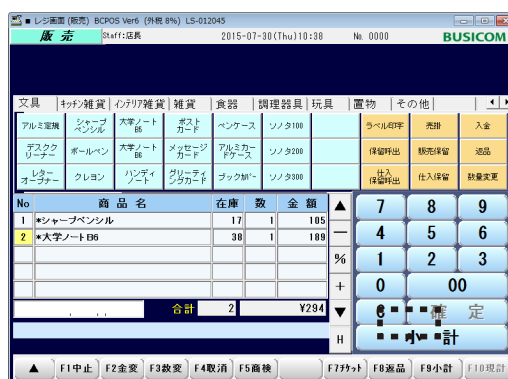 ■ レジ画面 (販売) BCPOS Ver6 (外税 8%) LS-012045
販 売 Staff:店長 2015-07-30(Thu)10:38 No. 0000 BUSICOM
文具 キッチン雑貨 インテリア雑貨 雑貨 食器 調理器具 玩具 置物 その他
アルミ定規 シャープペンシル 大学ノートB5 ポストカード ペンケース ソノタ100 ラベル印字 売掛 入金
デスククリーナー ボールペン 大学ノートB6 メッセージカード アルミカードケース ソノタ200 保留呼出 販売保留 返品
レターオープナー クレヨン ハンディノート グリーティングカード ブックカバー ソノタ300 仕入保留呼出 仕入保留 数量変更
No 商 品 名 在庫 数 金 額 ▲ 7 8 9
1 *シャープペンシル 17 1 105 ー 4 5 6
2 *大学ノートB6 38 1 189
% 1 2 3
+ 0 00
合計 2 ¥294 ▼ C 確 定
H 小 計
▲ F1中止 F2金変 F3数変 F4取消 F5商検 F7ﾁｹｯﾄ F8返品 F9小計 F10現計